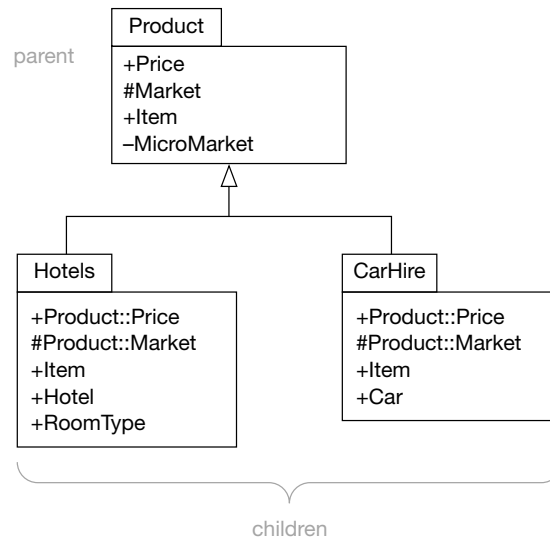 Product
parent
+Price
#Market
+Item
–MicroMarket
Hotels
+Product::Price
#Product::Market
+Item
+Hotel
+RoomType
CarHire
+Product::Price
#Product::Market
+Item
+Car
children